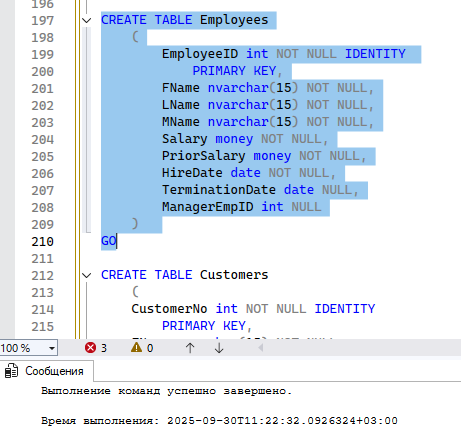 196
197 CREATE TABLE Employees
198 (
199 EmployeeID int NOT NULL IDENTITY
200 PRIMARY KEY,
201 FName nvarchar(15) NOT NULL,
202 LName nvarchar(15) NOT NULL,
203 MName nvarchar(15) NOT NULL,
204 Salary money NOT NULL,
205 PriorSalary money NOT NULL,
206 HireDate date NOT NULL,
207 TerminationDate date NULL,
208 ManagerEmpID int NULL
209 )
210 GO
211
212 CREATE TABLE Customers
213 (
214 CustomerNo int NOT NULL IDENTITY
215 PRIMARY KEY,
100 %
3
0
Сообщения
Выполнение команд успешно завершено.
Время выполнения: 2025-09-30T11:22:32.0926324+03:00